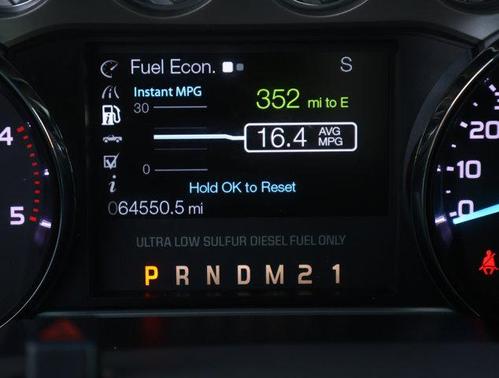 Fuel Econ. S
Instant MPG
30
352 mi to E
16.4 AVG MPG
0
Hold OK to Reset
064550.5 mi
ULTRA LOW SULFUR DIESEL FUEL ONLY
P R N D M 2 1
4
5
20
0